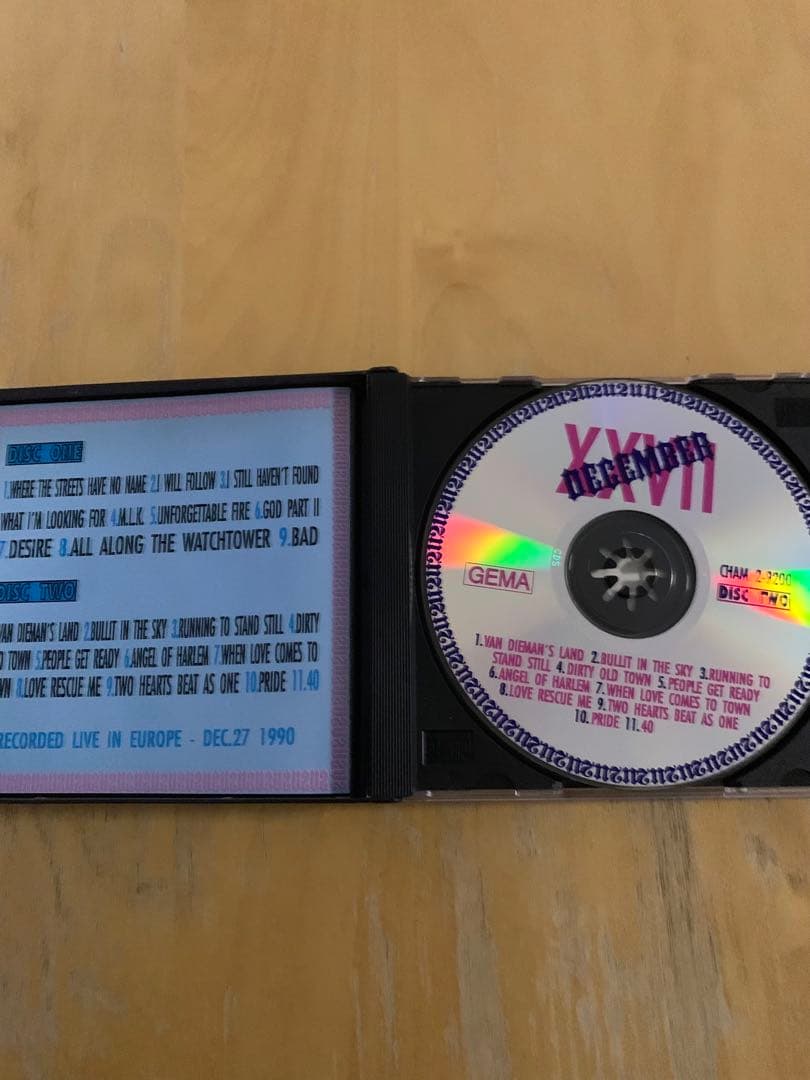 DISC ONE
1.WHERE THE STREETS HAVE NO NAME 2.I WILL FOLLOW 3.I STILL HAVEN'T FOUND
WHAT I'M LOOKING FOR 4.M.L.K. 5.UNFORGETTABLE FIRE 6.GOD PART II
7.DESIRE 8.ALL ALONG THE WATCHTOWER 9.BAD
DISC TWO
VAN DIEMAN'S LAND 2.BULLIT IN THE SKY 3.RUNNING TO STAND STILL 4.DIRTY
D TOWN 5.PEOPLE GET READY 6.ANGEL OF HARLEM 7.WHEN LOVE COMES TO
WN 8.LOVE RESCUE ME 9.TWO HEARTS BEAT AS ONE 10.PRIDE 11.40
RECORDED LIVE IN EUROPE - DEC.27 1990
XXVII
DECEMBER
CDS
GEMA
CHAM 2-9200
DISC TWO
1.VAN DIEMAN'S LAND 2.BULLIT IN THE SKY 3.RUNNING TO
STAND STILL 4.DIRTY OLD TOWN 5.PEOPLE GET READY
6.ANGEL OF HARLEM 7.WHEN LOVE COMES TO TOWN
8.LOVE RESCUE ME 9.TWO HEARTS BEAT AS ONE
10.PRIDE 11.40